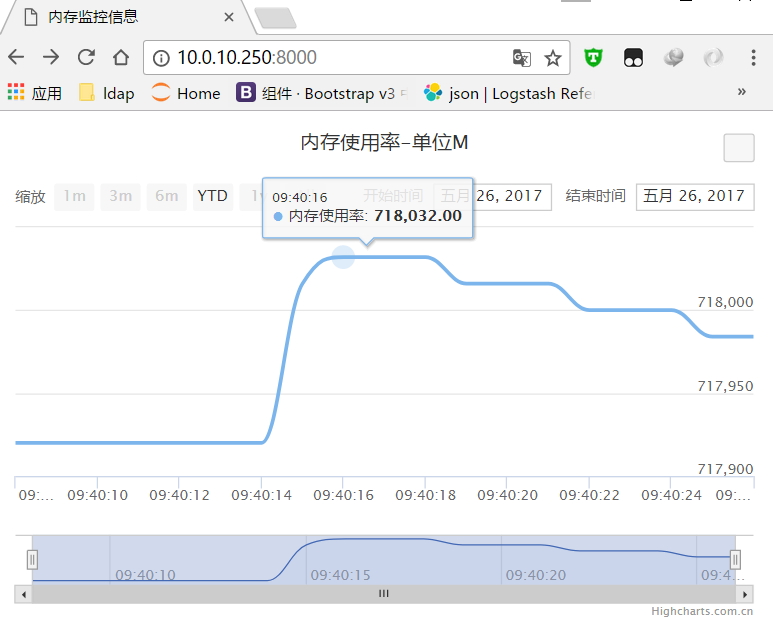 内存监控信息
10.0.10.250:8000
应用 ldap Home B 组件 · Bootstrap v3 json | Logstash Refe
内存使用率-单位M
缩放 1m 3m 6m YTD 开始时间 五月 26, 2017 结束时间 五月 26, 2017
09:40:16
内存使用率: 718,032.00
718,000
717,950
717,900
09:... 09:40:10 09:40:12 09:40:14 09:40:16 09:40:18 09:40:20 09:40:22 09:40:24 09:...
09:40:10 09:40:15 09:40:20 09:4...
Highcharts.com.cn